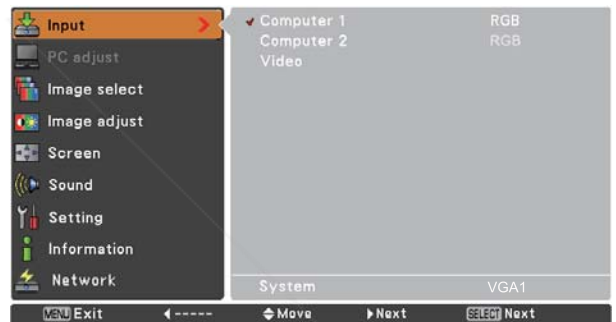 Input
PC adjust
Image select
Image adjust
Screen
Sound
Setting
Information
Network
Computer 1 RGB
Computer 2 RGB
Video
System VGA1
MENU Exit ----- Move Next SELECT Next